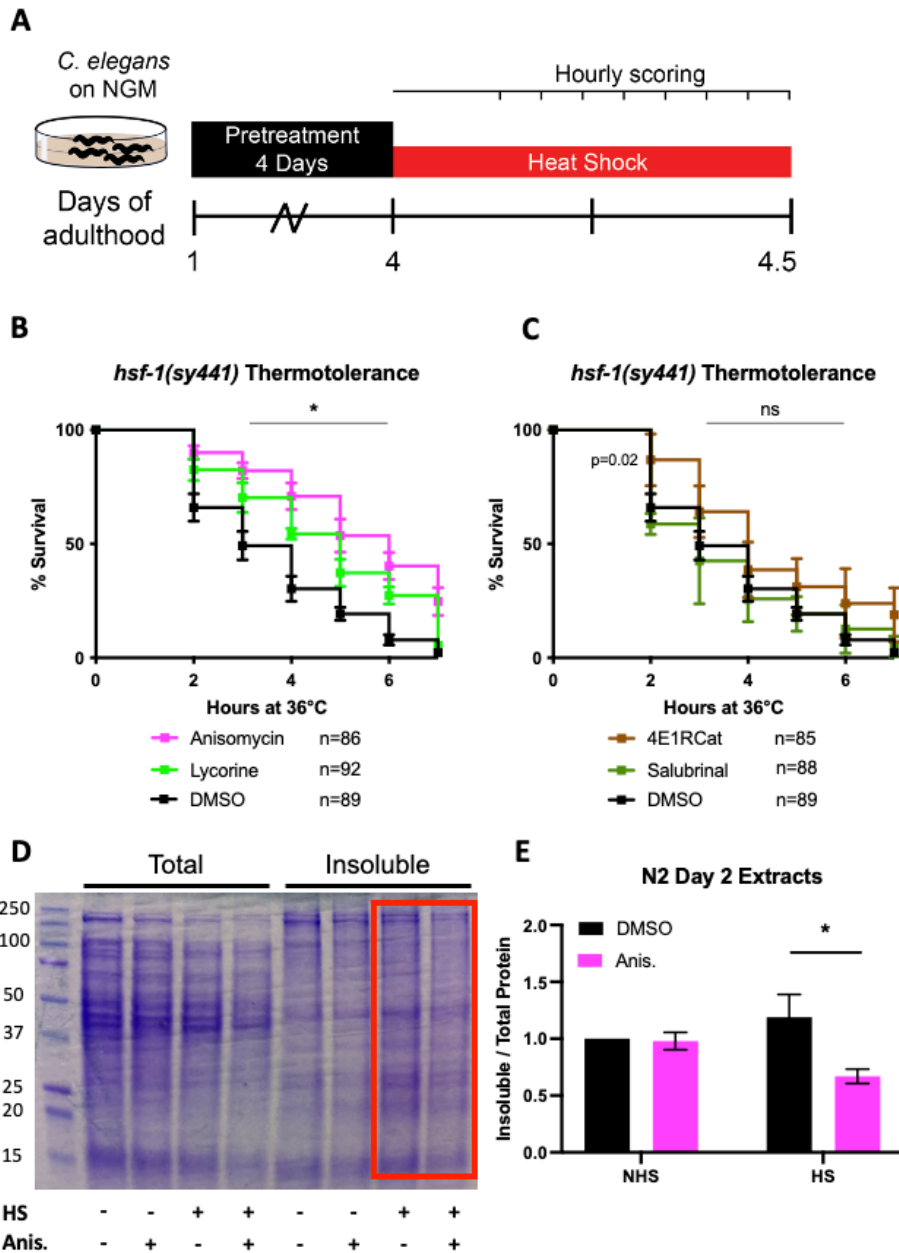 A
C. elegans
on NGM
Hourly scoring
Pretreatment
4 Days
Heat Shock
Days of
adulthood
1
4
4.5
B
hsf-1(sy441) Thermotolerance
*
% Survival
100
50
0
0
2
4
6
Hours at 36°C
Anisomycin n=86
Lycorine n=92
DMSO n=89
C
hsf-1(sy441) Thermotolerance
ns
p=0.02
% Survival
100
50
0
0
2
4
6
Hours at 36°C
4E1RCat n=85
Salubrinal n=88
DMSO n=89
D
Total
Insoluble
250
100
50
37
25
20
15
HS - - + + - - + +
Anis. - + - + - + - +
E
N2 Day 2 Extracts
DMSO
Anis.
*
Insoluble / Total Protein
2.0
1.5
1.0
0.5
0.0
NHS
HS